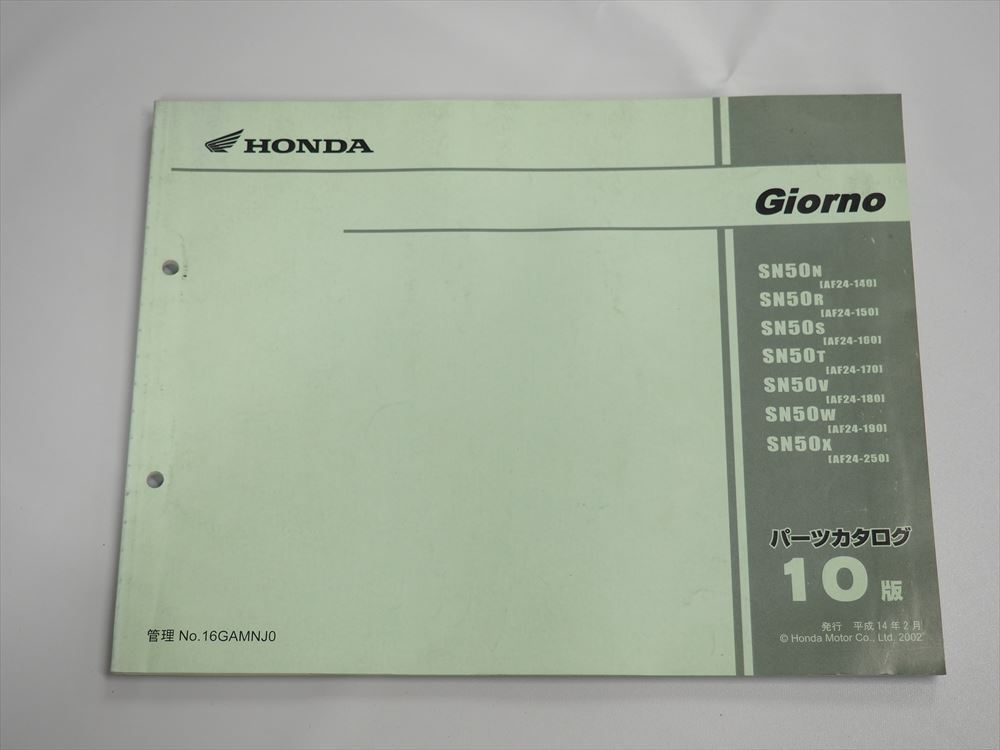 HONDA
Giorno
SN50N
[AF24-140]
SN50R
[AF24-150]
SN50S
[AF24-160]
SN50T
[AF24-170]
SN50V
[AF24-180]
SN50W
[AF24-190]
SN50X
[AF24-250]
パーツカタログ
10版
管理 No.16GAMNJ0
発行 平成14年2月
© Honda Motor Co., Ltd. 2002